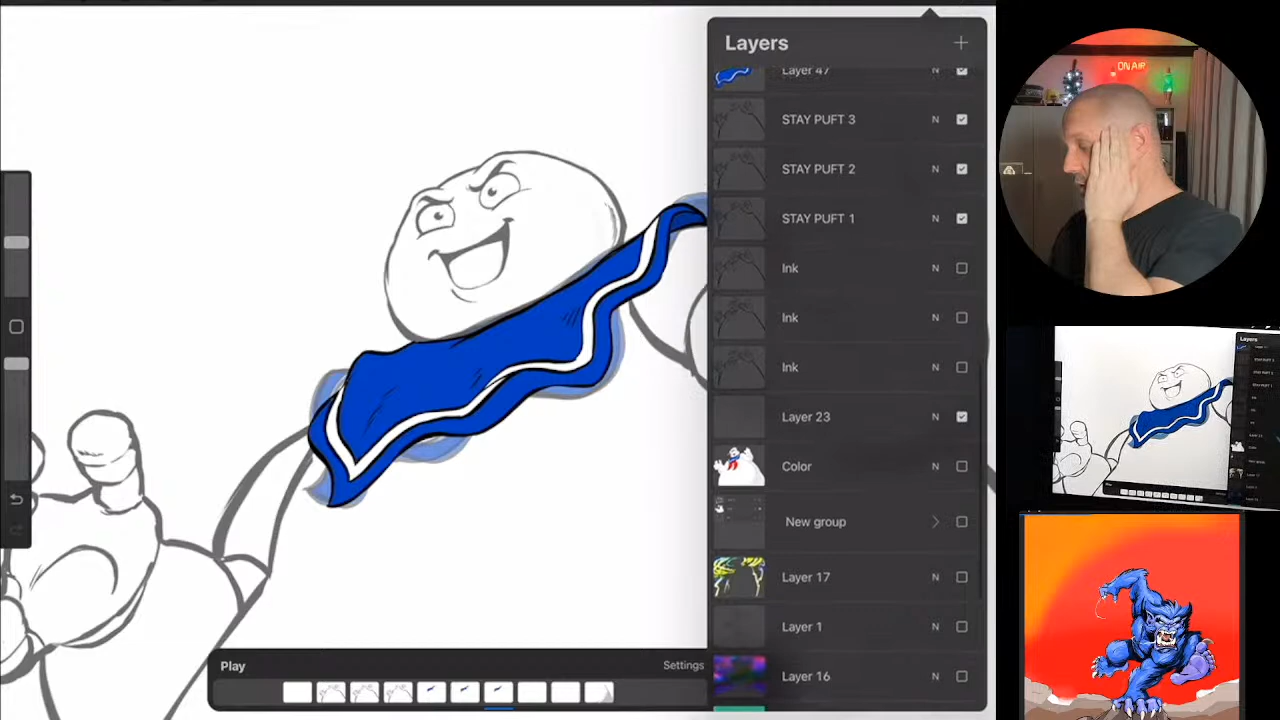 Layers
Layer 47 N
STAY PUFT 3 N
STAY PUFT 2 N
STAY PUFT 1 N
Ink N
Ink N
Ink N
Layer 23 N
Color N
New group
Layer 17 N
Layer 1 N
Layer 16 N
Play
Settings
ON AIR
Layers